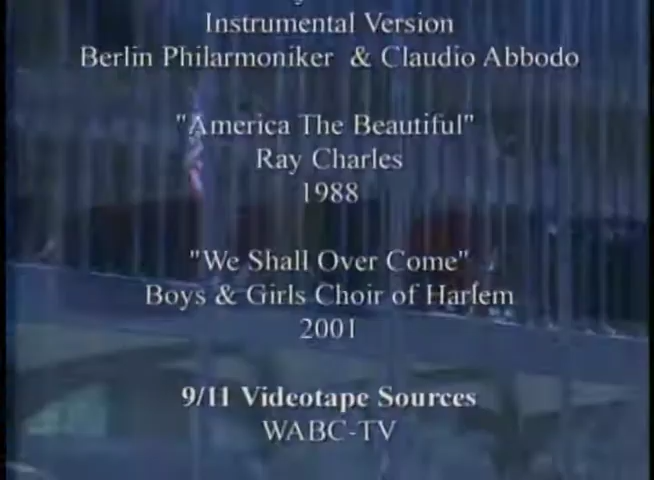 Instrumental Version
Berlin Philarmoniker & Claudio Abbodo
"America The Beautiful"
Ray Charles
1988
"We Shall Over Come"
Boys & Girls Choir of Harlem
2001
9/11 Videotape Sources
WABC-TV